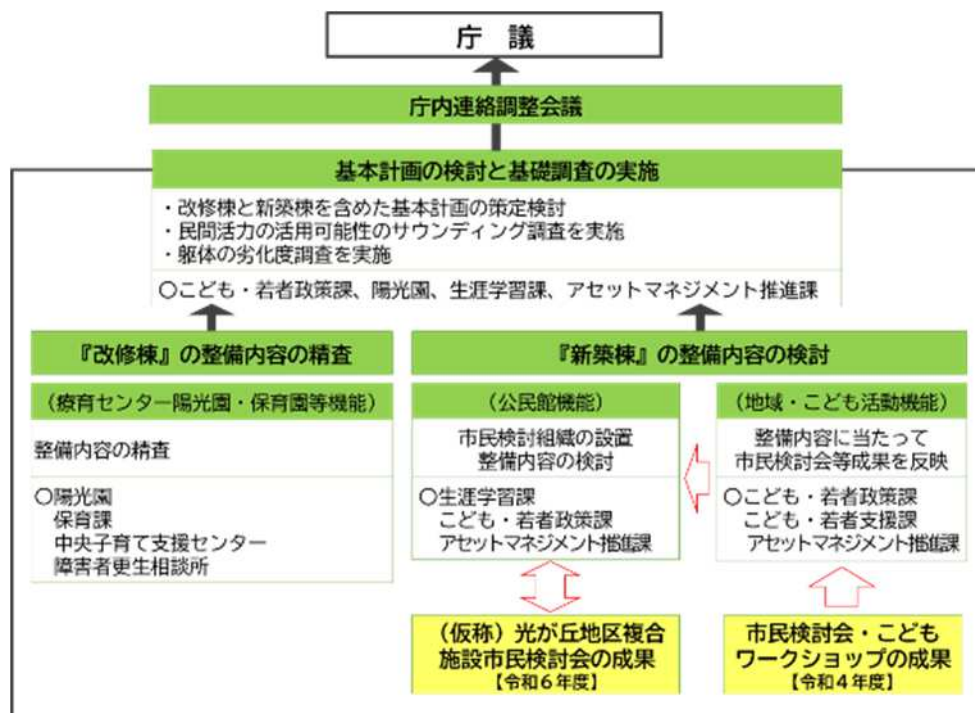 庁 議
庁内連絡調整会議
基本計画の検討と基礎調査の実施
・改修棟と新築棟を含めた基本計画の策定検討
・民間活力の活用可能性のサウンディング調査を実施
・躯体の劣化度調査を実施
○こども・若者政策課、陽光園、生涯学習課、アセットマネジメント推進課
『改修棟』の整備内容の精査
（療育センター陽光園・保育園等機能）
整備内容の精査
○陽光園
保育課
中央子育て支援センター
障害者更生相談所
『新築棟』の整備内容の検討
（公民館機能）
市民検討組織の設置
整備内容の検討
○生涯学習課
こども・若者政策課
アセットマネジメント推進課
（地域・こども活動機能）
整備内容に当たって
市民検討会等成果を反映
○こども・若者政策課
こども・若者支援課
アセットマネジメント推進課
（仮称）光が丘地区複合
施設市民検討会の成果
【令和６年度】
市民検討会・こども
ワークショップの成果
【令和４年度】